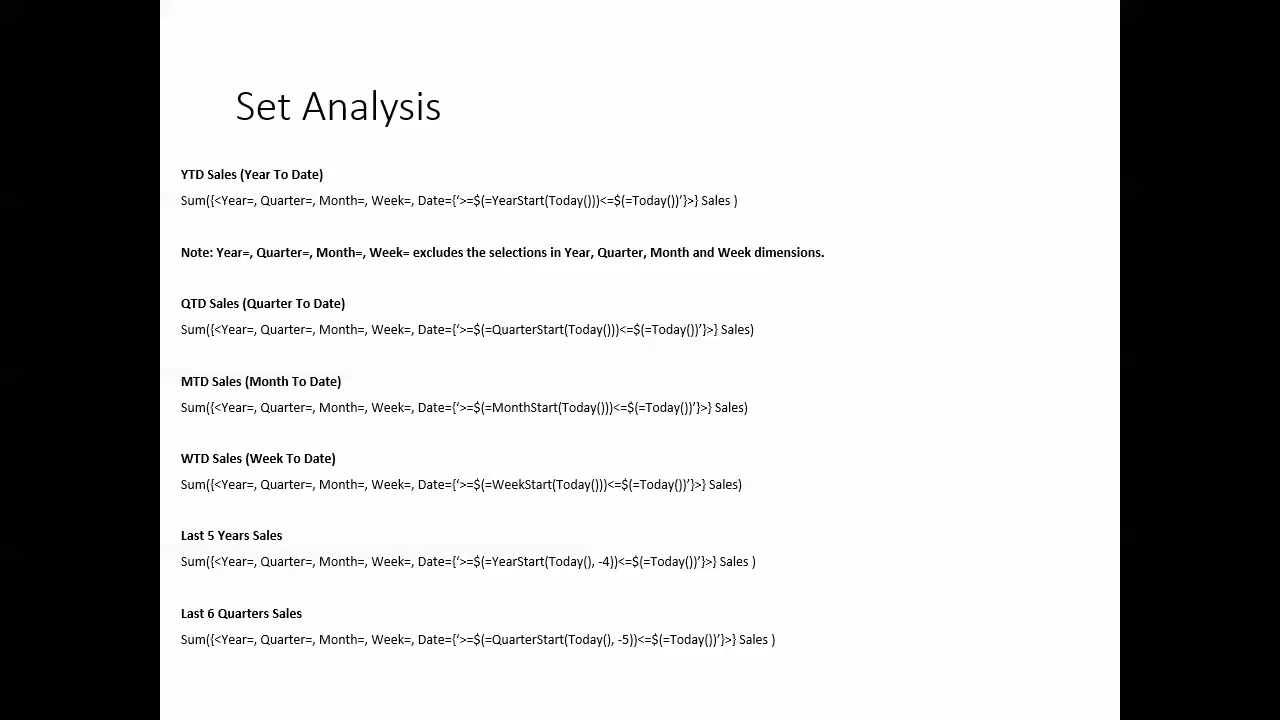 Set Analysis
YTD Sales (Year To Date)
Sum({<Year=, Quarter=, Month=, Week=, Date={‘>=$(=YearStart(Today()))<=$(=Today())’}>} Sales )
Note: Year=, Quarter=, Month=, Week= excludes the selections in Year, Quarter, Month and Week dimensions.
QTD Sales (Quarter To Date)
Sum({<Year=, Quarter=, Month=, Week=, Date={‘>=$(=QuarterStart(Today()))<=$(=Today())’}>} Sales)
MTD Sales (Month To Date)
Sum({<Year=, Quarter=, Month=, Week=, Date={‘>=$(=MonthStart(Today()))<=$(=Today())’}>} Sales)
WTD Sales (Week To Date)
Sum({<Year=, Quarter=, Month=, Week=, Date={‘>=$(=WeekStart(Today()))<=$(=Today())’}>} Sales)
Last 5 Years Sales
Sum({<Year=, Quarter=, Month=, Week=, Date={‘>=$(=YearStart(Today(), -4))<=$(=Today())’}>} Sales )
Last 6 Quarters Sales
Sum({<Year=, Quarter=, Month=, Week=, Date={‘>=$(=QuarterStart(Today(), -5))<=$(=Today())’}>} Sales )